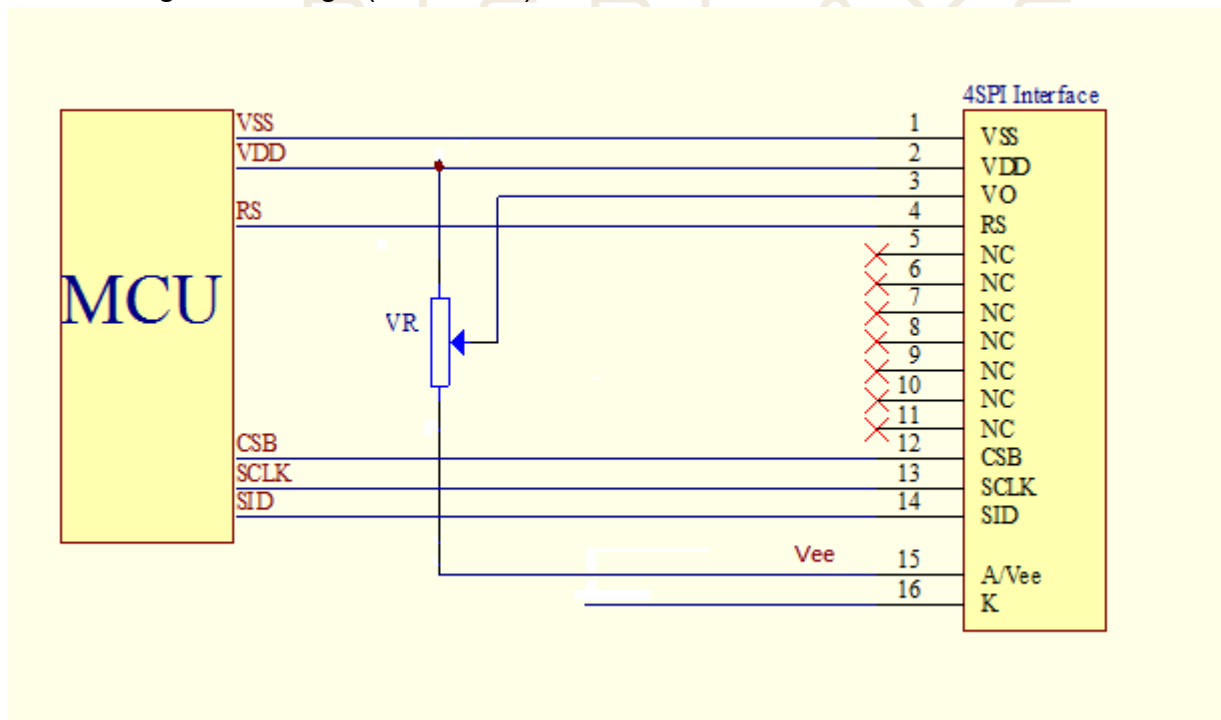 4SPI Interface
VSS 1 VSS
VDD 2 VDD
3 VO
RS 4 RS
5 NC
6 NC
7 NC
MCU VR 8 NC
9 NC
10 NC
11 NC
CSB 12 CSB
SCLK 13 SCLK
SID 14 SID
Vee 15 A/Vee
16 K